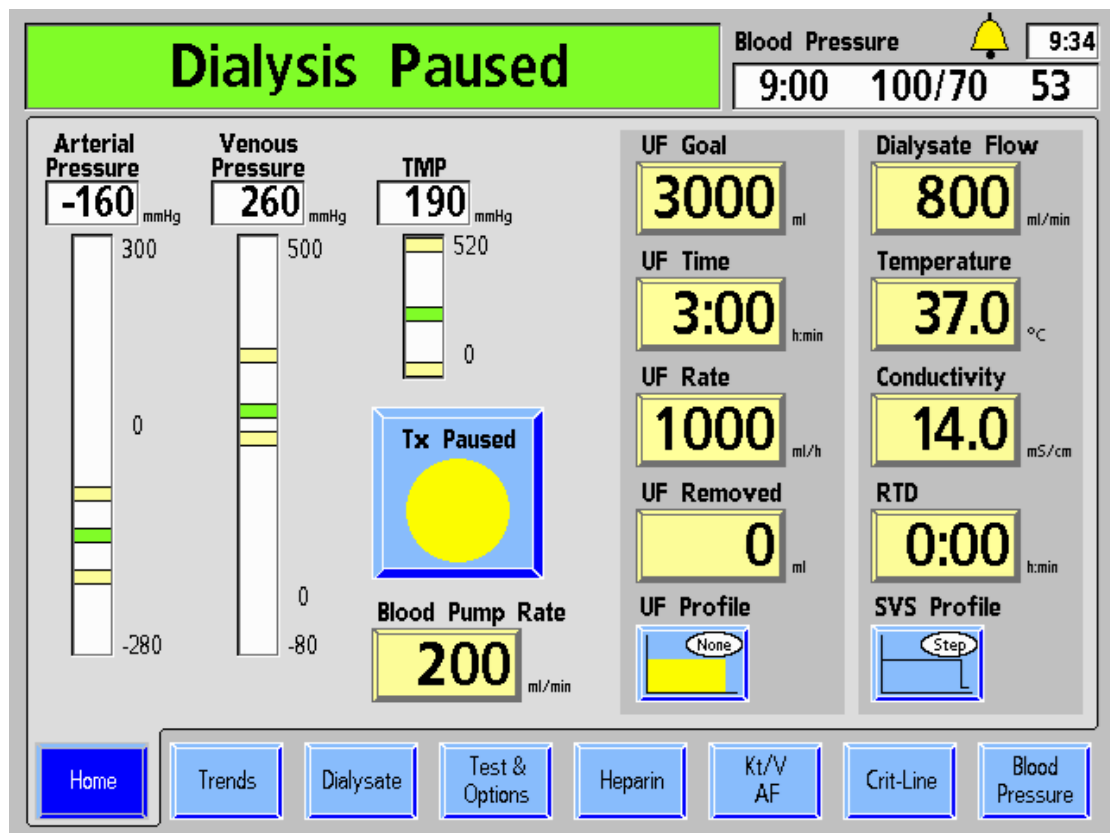 Dialysis Paused
Blood Pressure
9:34
9:00 100/70 53
Arterial
Pressure
-160 mmHg
300
0
-280
Venous
Pressure
260 mmHg
500
0
-80
TMP
190 mmHg
520
0
Tx Paused
Blood Pump Rate
200 ml/min
UF Goal
3000 ml
UF Time
3:00 h:min
UF Rate
1000 ml/h
UF Removed
0 ml
UF Profile
None
Dialysate Flow
800 ml/min
Temperature
37.0 °C
Conductivity
14.0 mS/cm
RTD
0:00 h:min
SVS Profile
Step
Home
Trends
Dialysate
Test &
Options
Heparin
Kt/V
AF
Crit-Line
Blood
Pressure